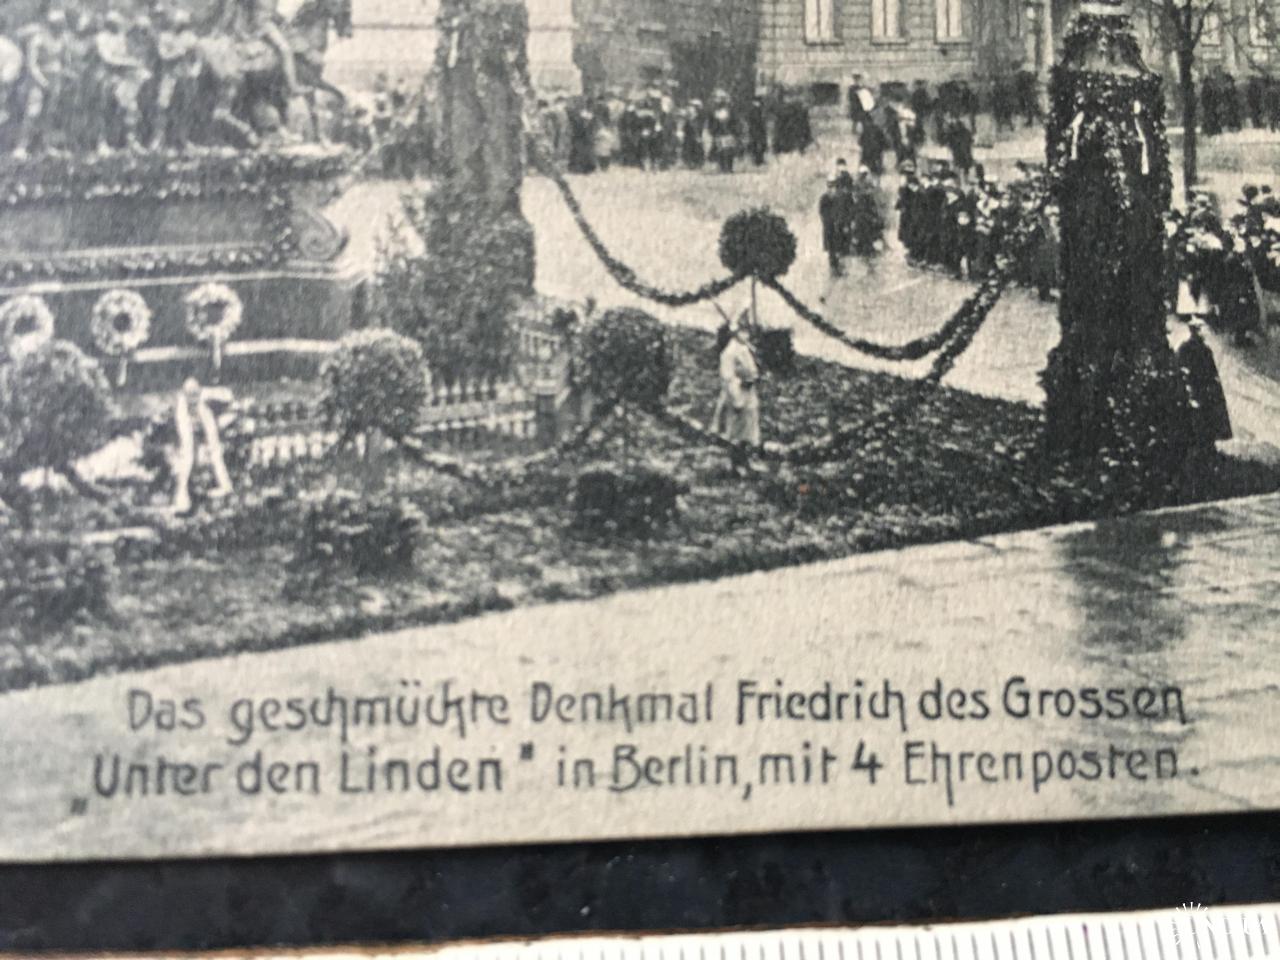 Das geschmückte Denkmal Friedrich des Grossen
„Unter den Linden" in Berlin, mit 4 Ehrenposten.